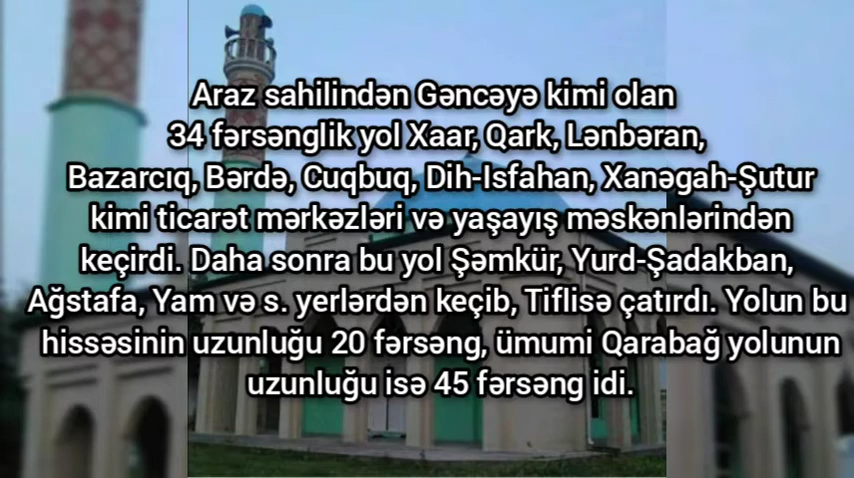 Araz sahilindən Gəncəyə kimi olan
34 fərsənglik yol Xaar, Qark, Lənbəran,
Bazarcıq, Bərdə, Cuqbuq, Dih-Isfahan, Xanəgah-Şutur
kimi ticarət mərkəzləri və yaşayış məskənlərindən
keçirdi. Daha sonra bu yol Şəmkür, Yurd-Şadakban,
Ağstafa, Yam və s. yerlərdən keçib, Tiflisə çatırdı. Yolun bu
hissəsinin uzunluğu 20 fərsəng, ümumi Qarabağ yolunun
uzunluğu isə 45 fərsəng idi.